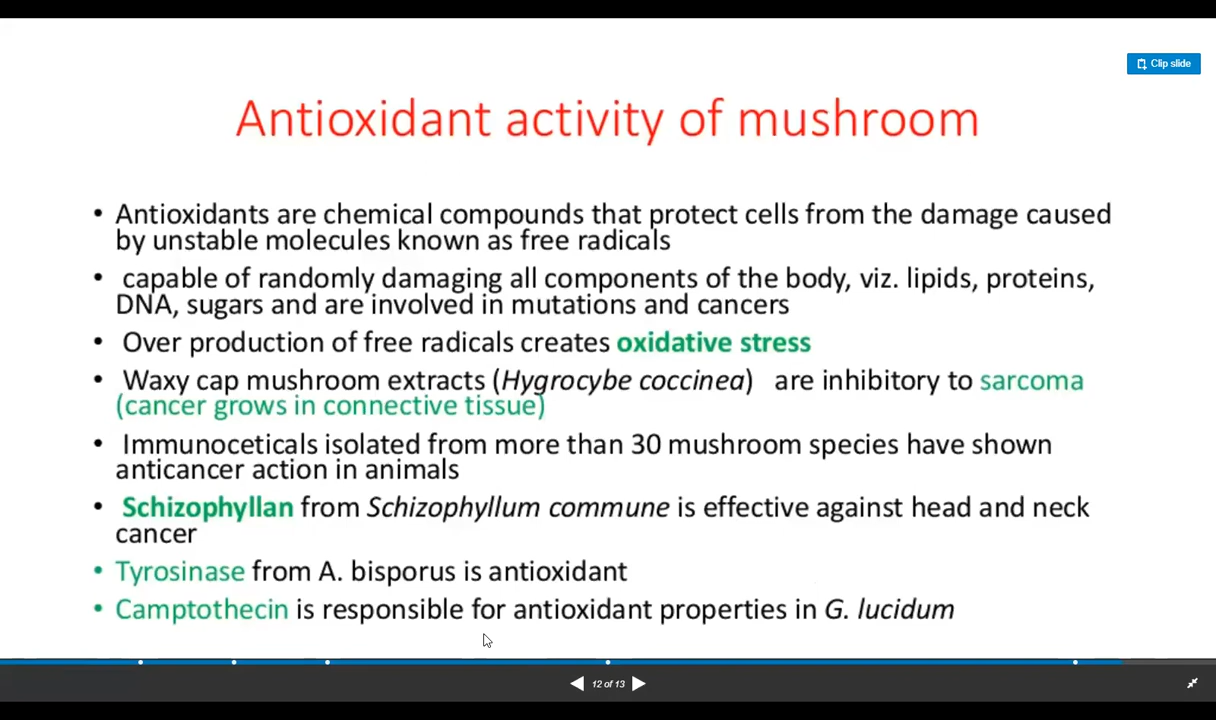 Clip slide
Antioxidant activity of mushroom
• Antioxidants are chemical compounds that protect cells from the damage caused
by unstable molecules known as free radicals
• capable of randomly damaging all components of the body, viz. lipids, proteins,
DNA, sugars and are involved in mutations and cancers
• Over production of free radicals creates oxidative stress
• Waxy cap mushroom extracts (Hygrocybe coccinea) are inhibitory to sarcoma
(cancer grows in connective tissue)
• Immunoceticals isolated from more than 30 mushroom species have shown
anticancer action in animals
• Schizophyllan from Schizophyllum commune is effective against head and neck
cancer
• Tyrosinase from A. bisporus is antioxidant
• Camptothecin is responsible for antioxidant properties in G. lucidum
12 of 13